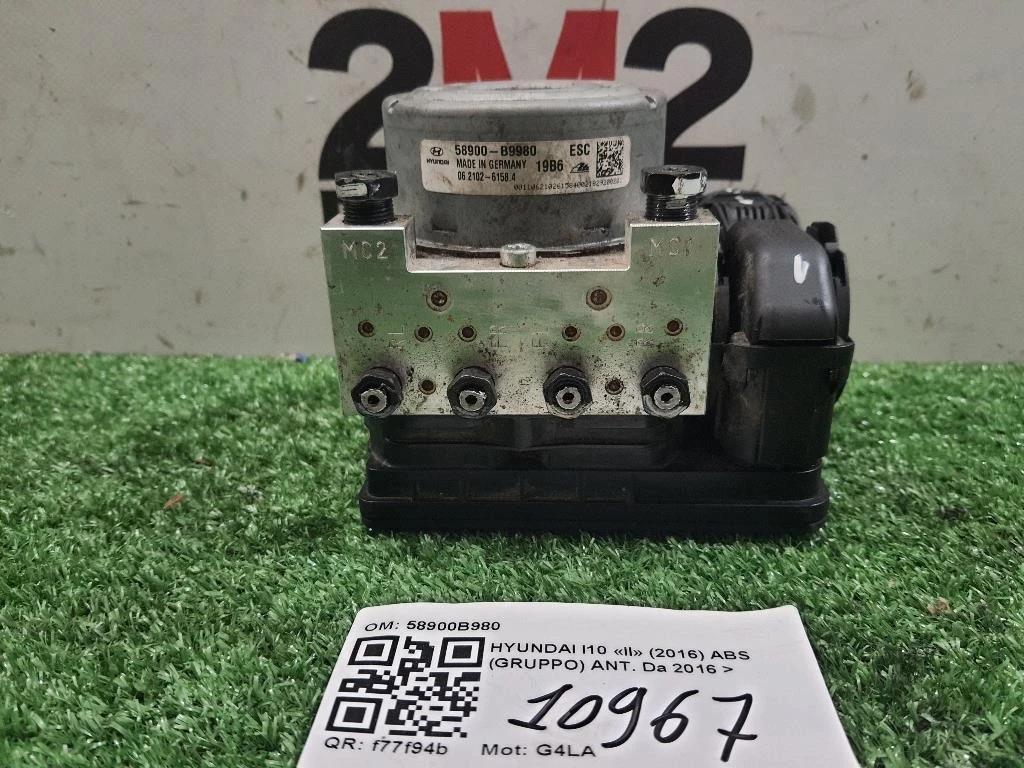 2M2
58900-B9980 ESC
HYUNDAI MADE IN GERMANY 19B6
06.2102-6158.4
MC2 MC1
OM: 58900B980
HYUNDAI I10 «II» (2016) ABS
(GRUPPO) ANT. Da 2016 >
10967
QR: f77f94b Mot: G4LA